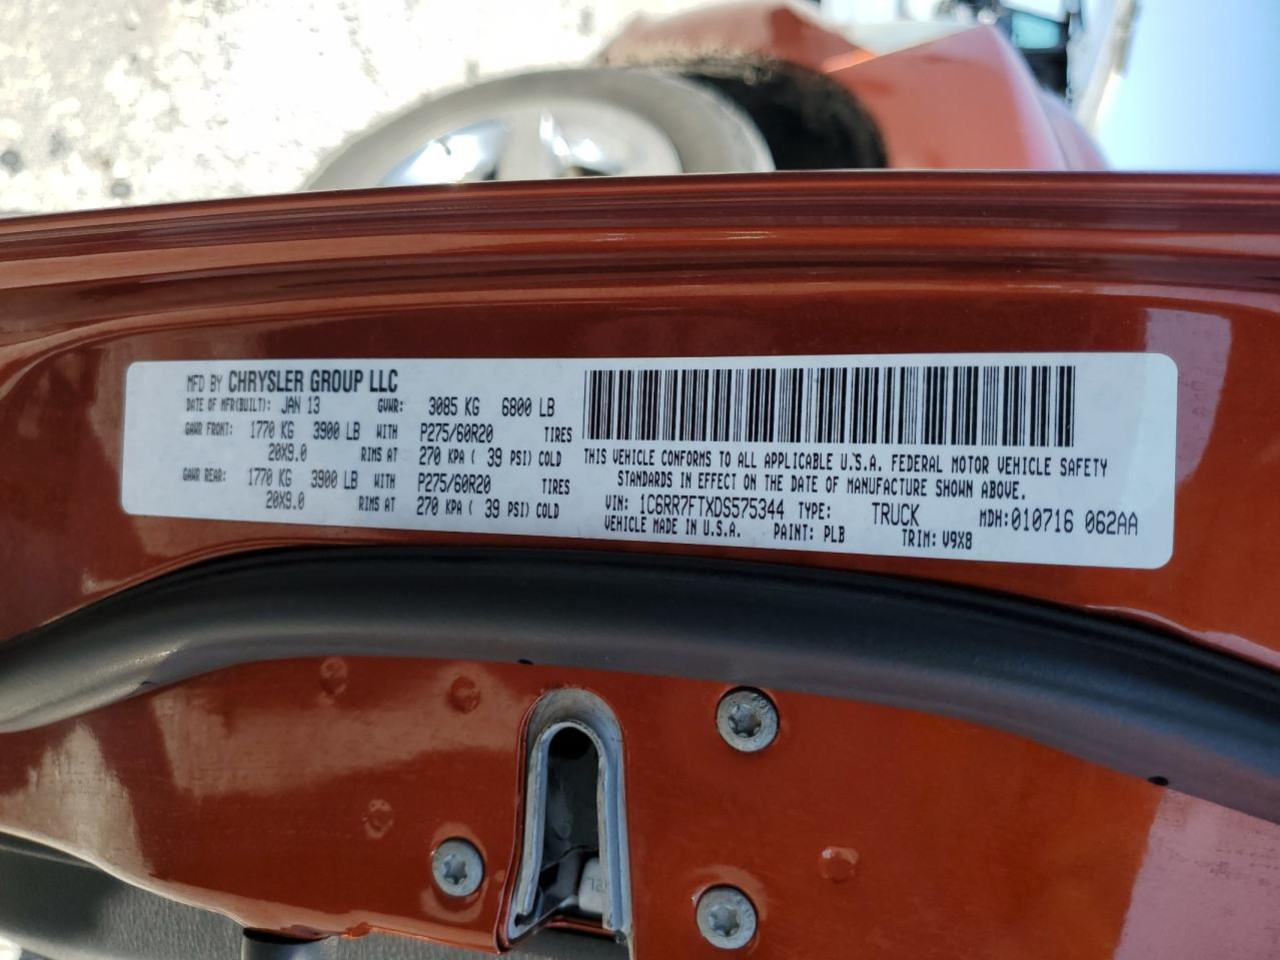 MFD BY CHRYSLER GROUP LLC
DATE OF MFR(BUILT): JAN 13 GVWR: 3085 KG 6800 LB
GAWR FRONT: 1770 KG 3900 LB WITH P275/60R20 TIRES
20X9.0 RIMS AT 270 KPA ( 39 PSI) COLD
GAWR REAR: 1770 KG 3900 LB WITH P275/60R20 TIRES
20X9.0 RIMS AT 270 KPA ( 39 PSI) COLD
THIS VEHICLE CONFORMS TO ALL APPLICABLE U.S.A. FEDERAL MOTOR VEHICLE SAFETY
STANDARDS IN EFFECT ON THE DATE OF MANUFACTURE SHOWN ABOVE.
VIN: 1C6RR7FTXDS575344 TYPE: TRUCK MDH:010716 062AA
VEHICLE MADE IN U.S.A. PAINT: PLB TRIM: V9X8